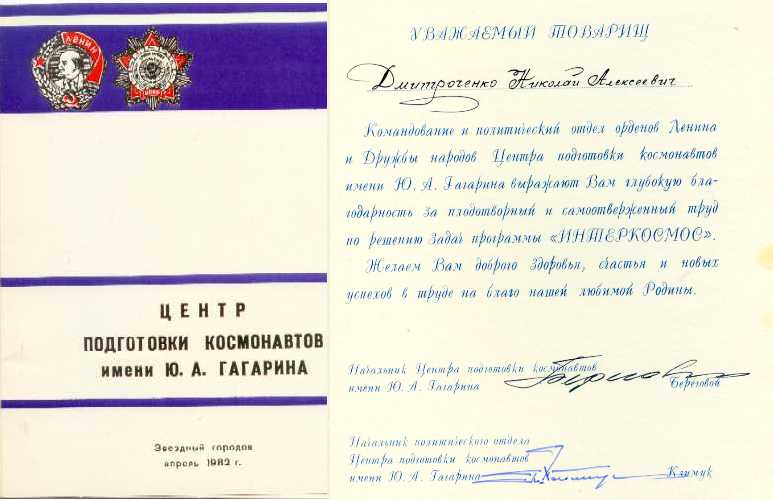 ЛЕНИН
ЦЕНТР
ПОДГОТОВКИ КОСМОНАВТОВ
имени Ю. А. ГАГАРИНА
Звездный городок
апрель 1982 г.
УВАЖАЕМЫЙ ТОВАРИЩ
Дмитроченко Николай Алексеевич
Командование и политический отдел орденов Ленина
и Дружбы народов Центра подготовки космонавтов
имени Ю. А. Гагарина выражают Вам глубокую бла-
годарность за плодотворный и самоотверженный труд
по решению задач программы «ИНТЕРКОСМОС».
Желаем Вам доброго здоровья, счастья и новых
успехов в труде на благо нашей любимой Родины.
Начальник Центра подготовки космонавтов
имени Ю. А. Гагарина Береговой
Начальник политического отдела
Центра подготовки космонавтов
имени Ю. А. Гагарина Климук